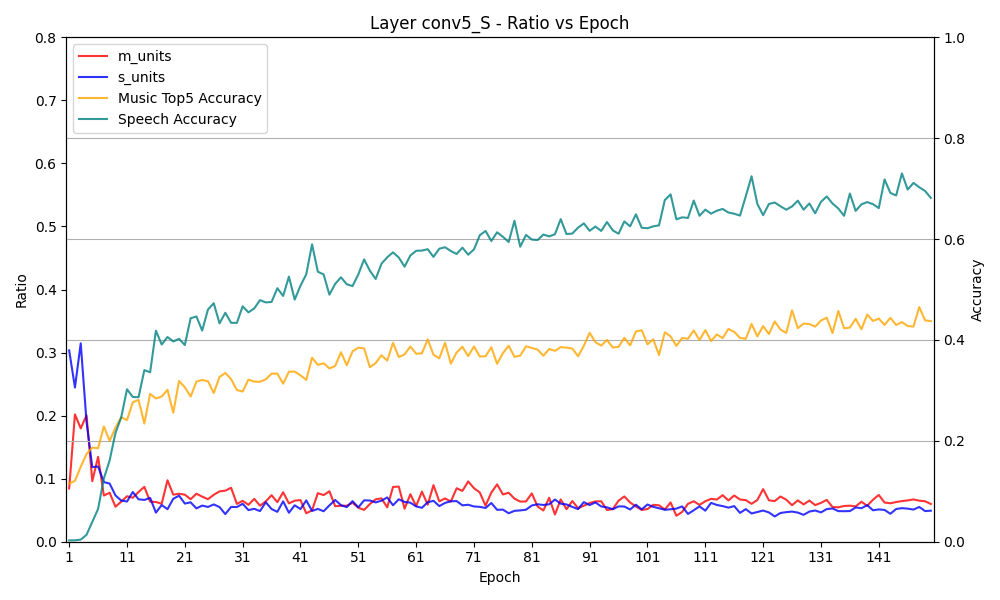 Layer conv5_S - Ratio vs Epoch
m_units
s_units
Music Top5 Accuracy
Speech Accuracy
Ratio
0.8
0.7
0.6
0.5
0.4
0.3
0.2
0.1
0.0
1.0
0.8
0.6
0.4
0.2
0.0
Accuracy
1 11 21 31 41 51 61 71 81 91 101 111 121 131 141
Epoch